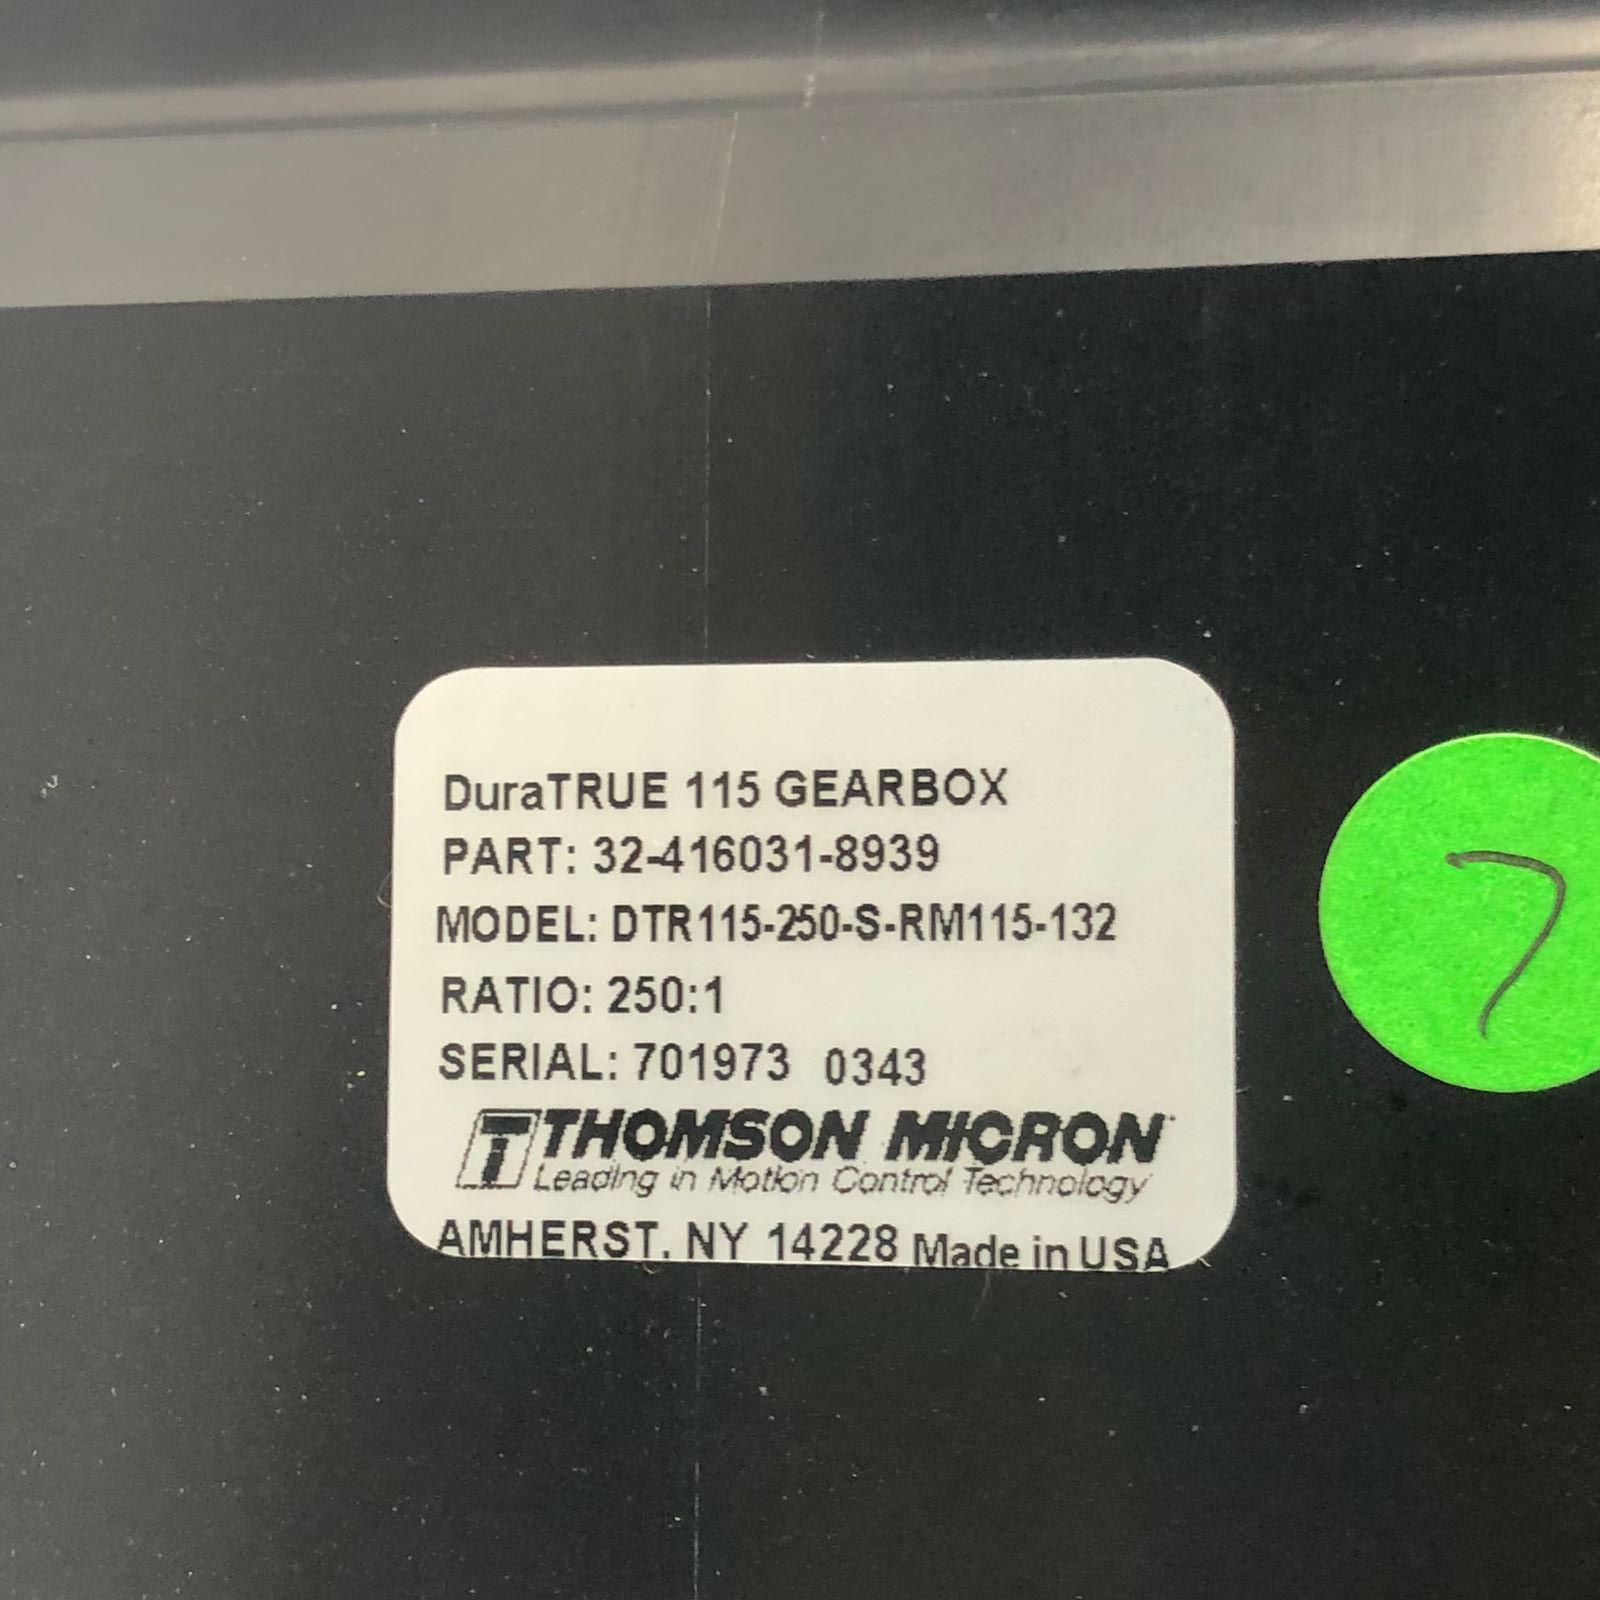 DuraTRUE 115 GEARBOX
PART: 32-416031-8939
MODEL: DTR115-250-S-RM115-132
RATIO: 250:1
SERIAL: 701973 0343
T THOMSON MICRON
Leading in Motion Control Technology
AMHERST, NY 14228 Made in USA
7